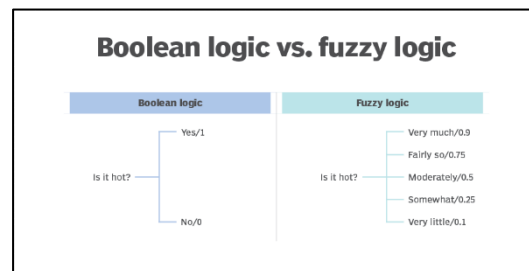 Boolean logic vs. fuzzy logic
Boolean logic
Yes/1
Is it hot?
No/0
Fuzzy logic
Very much/0.9
Fairly so/0.75
Is it hot?
Moderately/0.5
Somewhat/0.25
Very little/0.1